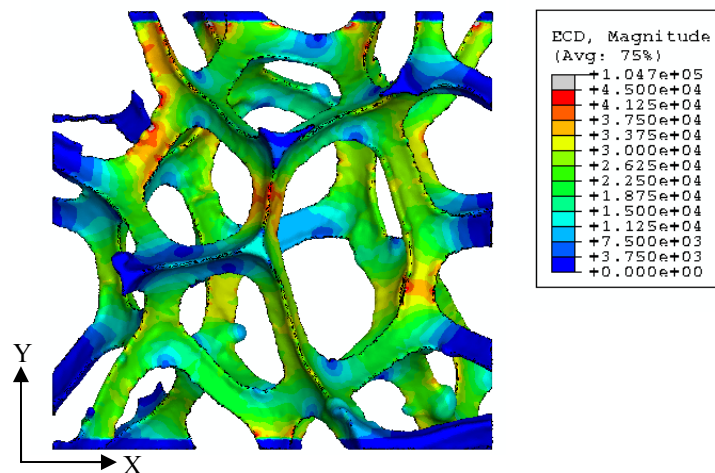 ECD, Magnitude
(Avg: 75%)
+1.047e+05
+4.500e+04
+4.125e+04
+3.750e+04
+3.375e+04
+3.000e+04
+2.625e+04
+2.250e+04
+1.875e+04
+1.500e+04
+1.125e+04
+7.500e+03
+3.750e+03
+0.000e+00
Y
X